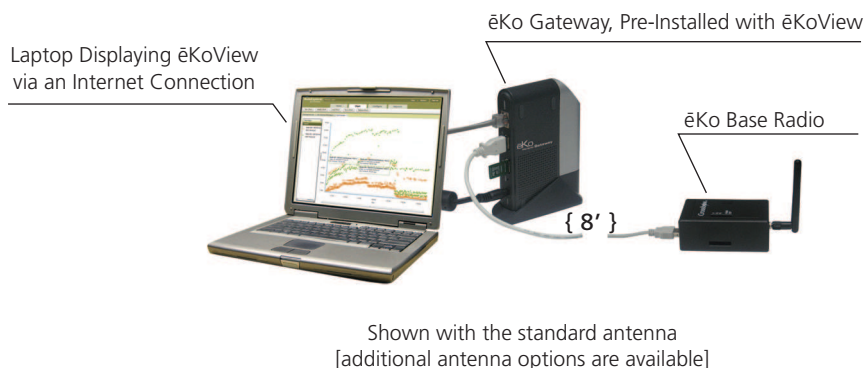 ēKo Gateway, Pre-Installed with ēKoView
Laptop Displaying ēKoView
via an Internet Connection
ēKo Base Radio
ēKo
{ 8' }
Shown with the standard antenna
[additional antenna options are available]